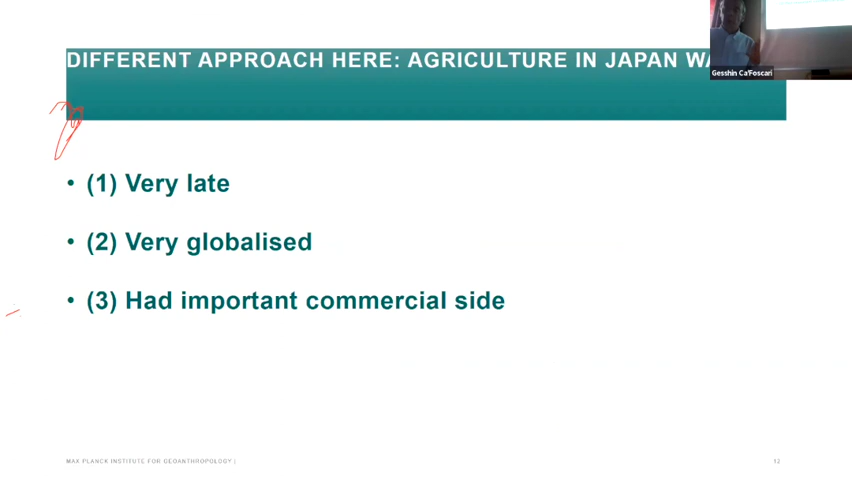 DIFFERENT APPROACH HERE: AGRICULTURE IN JAPAN
Gesshin Ca'Foscari
• (1) Very late
• (2) Very globalised
• (3) Had important commercial side
MAX PLANCK INSTITUTE FOR GEOANTHROPOLOGY |
12